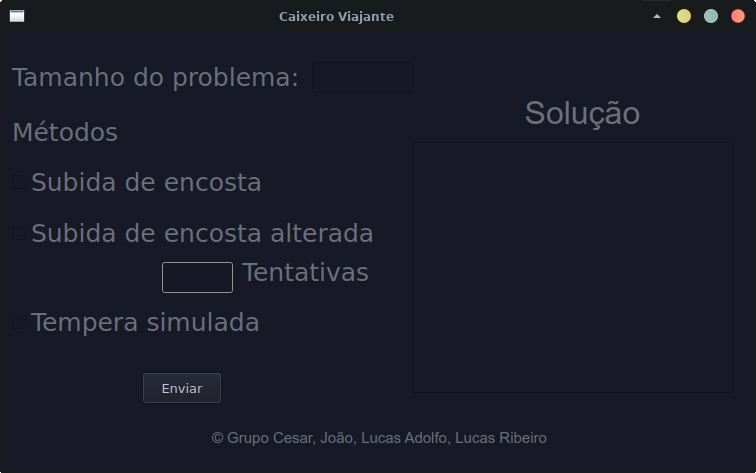 Caixeiro Viajante
Tamanho do problema:
Métodos
Subida de encosta
Subida de encosta alterada
Tentativas
Tempera simulada
Enviar
Solução
© Grupo Cesar, João, Lucas Adolfo, Lucas Ribeiro